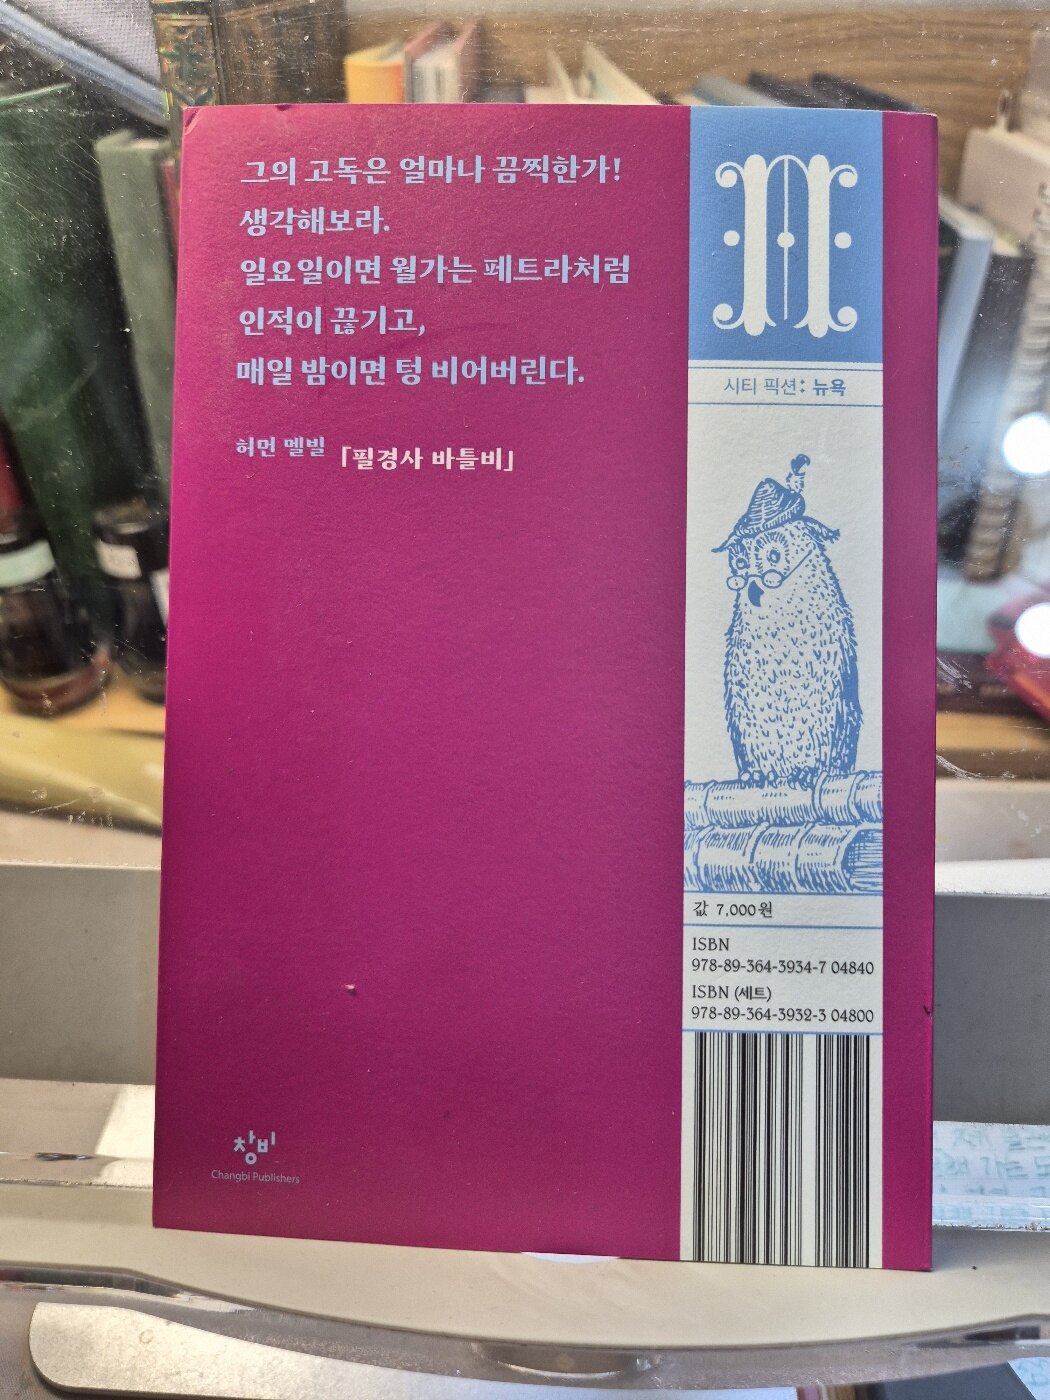 그의 고독은 얼마나 끔찍한가!
생각해보라.
일요일이면 월가는 페트라처럼
인적이 끊기고,
매일 밤이면 텅 비어버린다.
허먼 멜빌 「필경사 바틀비」
시티 픽션: 뉴욕
값 7,000원
ISBN
978-89-364-3934-7 04840
ISBN (세트)
978-89-364-3932-3 04800
창비
Changbi Publishers